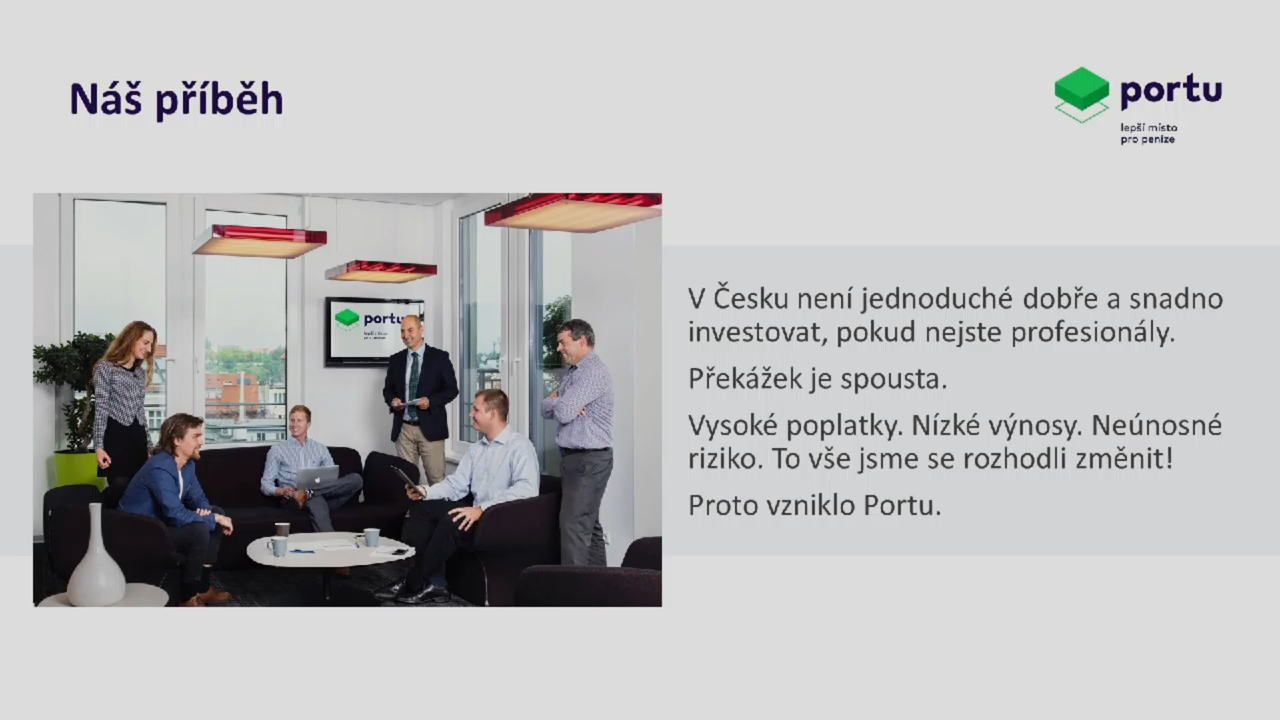 Náš příběh
portu
lepší místo
pro peníze
portu
V Česku není jednoduché dobře a snadno
investovat, pokud nejste profesionály.
Překážek je spousta.
Vysoké poplatky. Nízké výnosy. Neúnosné
riziko. To vše jsme se rozhodli změnit!
Proto vzniklo Portu.